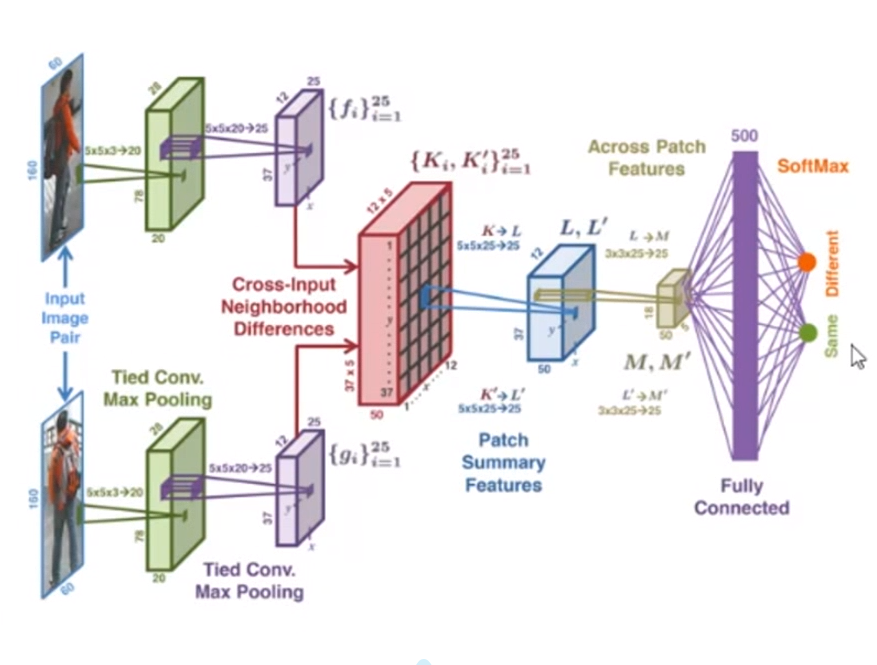 60
160
5x5x3→20
28
78
20
5x5x20→25
12
25
37
y
x
{f_i}_{i=1}^{25}
Input
Image
Pair
Cross-Input
Neighborhood
Differences
{K_i, K'_i}_{i=1}^{25}
12 x 5
1
y
37
37 x 5
50
1
x
12
K→L
5x5x25→25
L, L'
12
37
y
x
50
K'→L'
5x5x25→25
Patch
Summary
Features
Across Patch
Features
L→M
3x3x25→25
18
50
M, M'
L'→M'
3x3x25→25
500
SoftMax
Different
Same
Fully
Connected
Tied Conv.
Max Pooling
160
60
5x5x3→20
28
78
20
5x5x20→25
12
25
37
y
x
{g_i}_{i=1}^{25}
Tied Conv.
Max Pooling